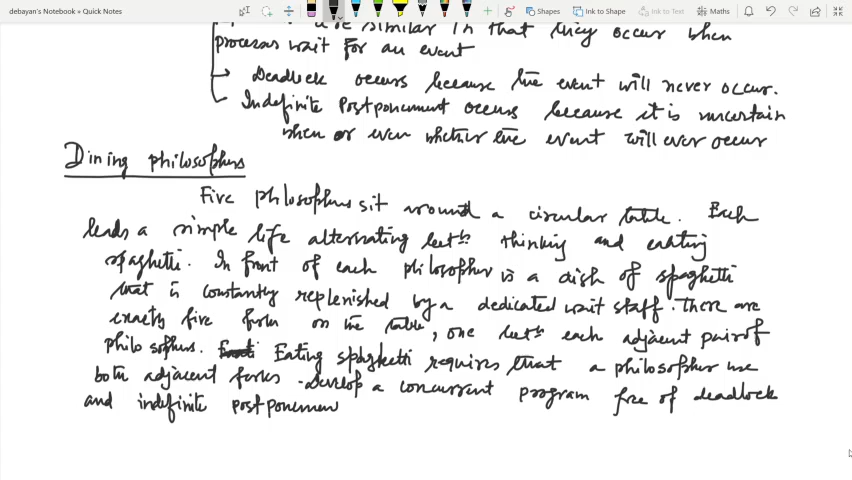 debayan's Notebook » Quick Notes
Shapes
Ink to Shape
Ink to Text
Maths
are similar in that they occur when
processes wait for an event
→ Deadlock occurs because the event will never occur.
Indefinite Postponement occurs because it is uncertain
when or even whether the event will ever occur
Dining philosophers
Five philosophers sit around a circular table. Each
leads a simple life alternating betn thinking and eating
spaghetti. In front of each philosopher is a dish of spaghetti
that is constantly replenished by a dedicated wait staff. There are
exactly five forks on the table, one betn each adjacent pair of
philosophers. Eating spaghetti requires that a philosopher use
both adjacent forks. Develop a concurrent program free of deadlock
and indefinite postponemen